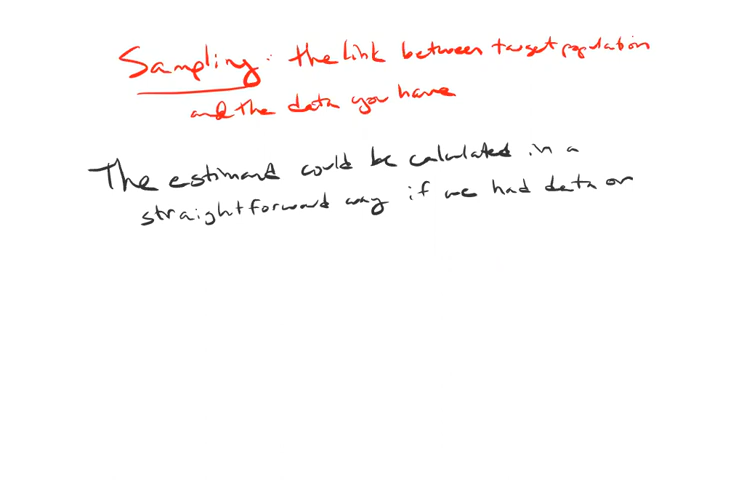 Sampling: the link between target population
and the data you have
The estimand could be calculated in a
straightforward way if we had data on